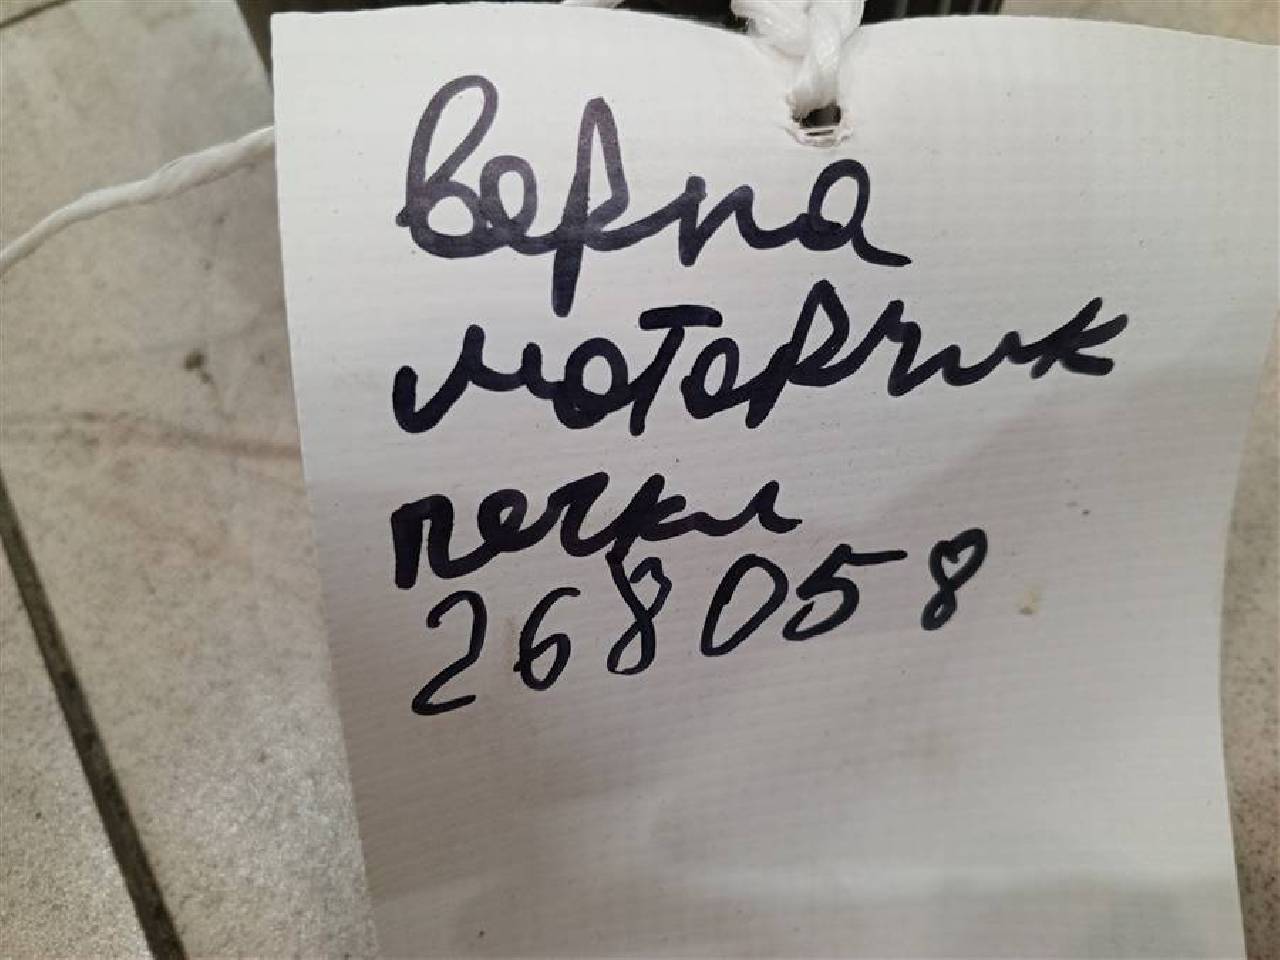 Верна
моторчик
печки
268058